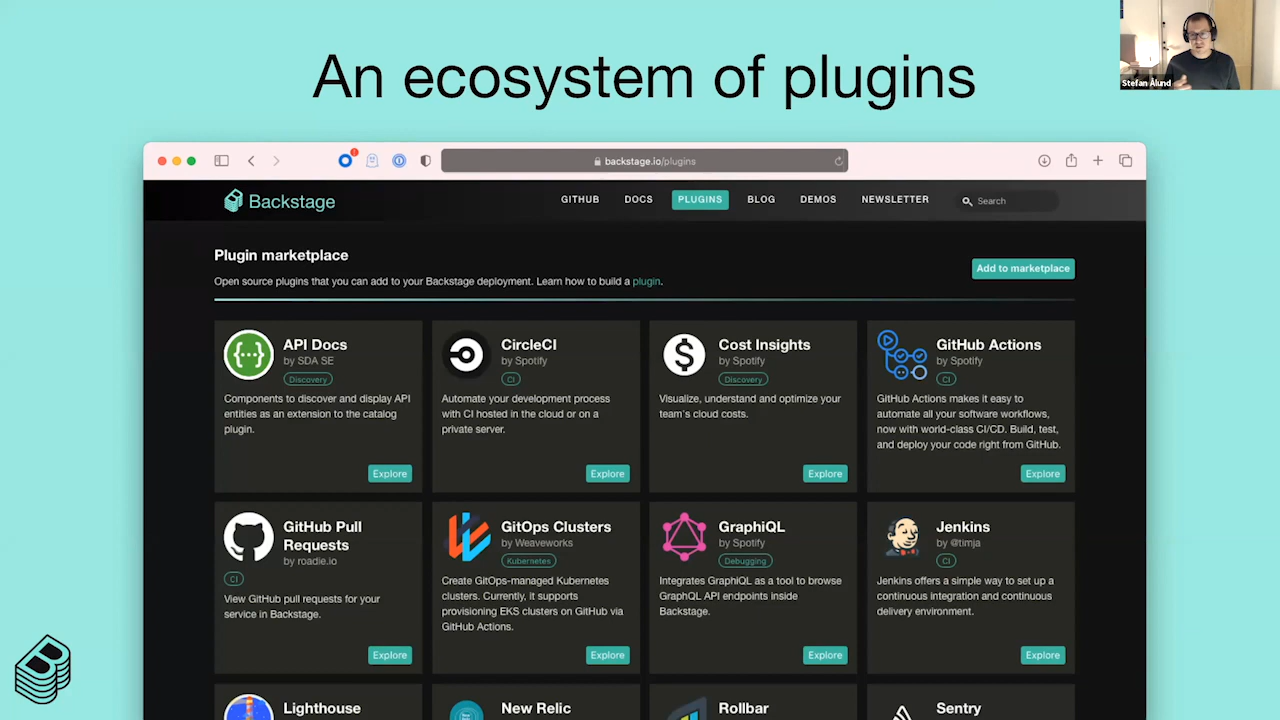 An ecosystem of plugins
Stefan Ålund
backstage.io/plugins
Backstage
GITHUB
DOCS
PLUGINS
BLOG
DEMOS
NEWSLETTER
Search
Plugin marketplace
Open source plugins that you can add to your Backstage deployment. Learn how to build a plugin.
Add to marketplace
API Docs
by SDA SE
Discovery
Components to discover and display API
entities as an extension to the catalog
plugin.
Explore
CircleCI
by Spotify
CI
Automate your development process
with CI hosted in the cloud or on a
private server.
Explore
Cost Insights
by Spotify
Discovery
Visualize, understand and optimize your
team's cloud costs.
Explore
GitHub Actions
by Spotify
CI
GitHub Actions makes it easy to
automate all your software workflows,
now with world-class CI/CD. Build, test,
and deploy your code right from GitHub.
Explore
GitHub Pull
Requests
by roadie.io
CI
View GitHub pull requests for your
service in Backstage.
Explore
GitOps Clusters
by Weaveworks
Kubernetes
Create GitOps-managed Kubernetes
clusters. Currently, it supports
provisioning EKS clusters on GitHub via
GitHub Actions.
Explore
GraphiQL
by Spotify
Debugging
Integrates GraphiQL as a tool to browse
GraphQL API endpoints inside
Backstage.
Explore
Jenkins
by @timja
CI
Jenkins offers a simple way to set up a
continuous integration and continuous
delivery environment.
Explore
Lighthouse
New Relic
Rollbar
Sentry